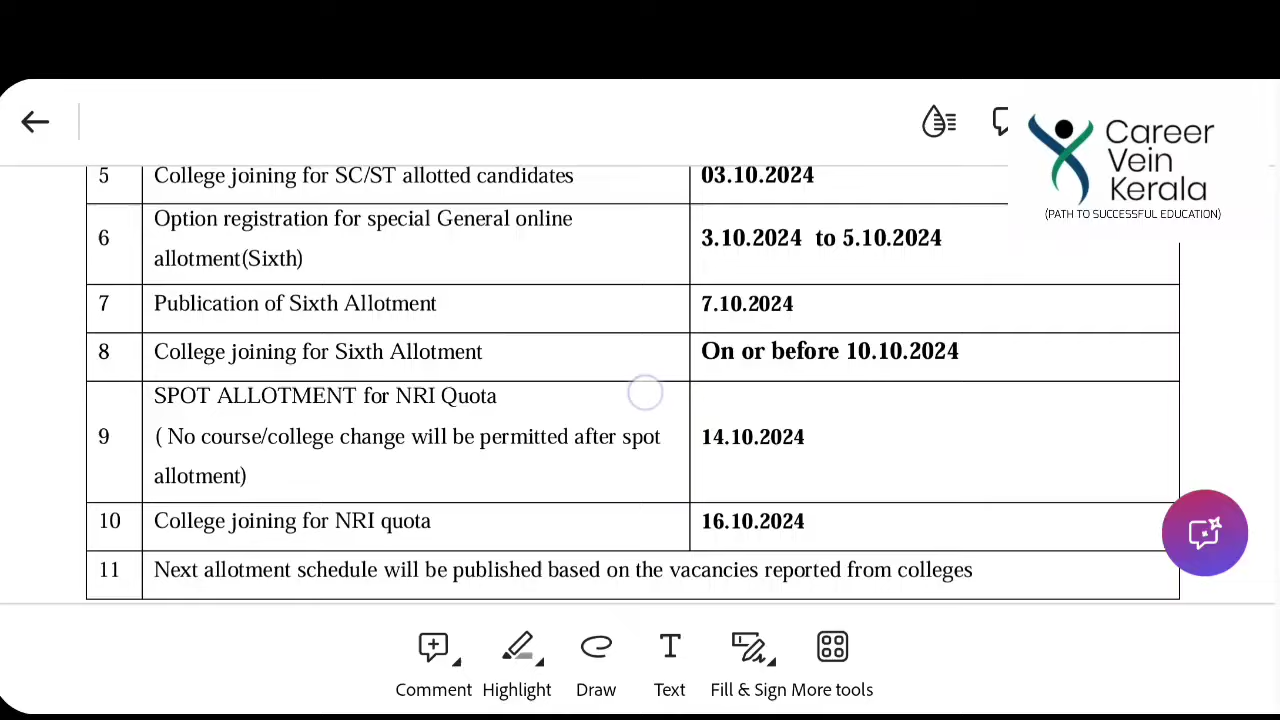 Career
Vein
Kerala
(PATH TO SUCCESSFUL EDUCATION)
5 College joining for SC/ST allotted candidates 03.10.2024
6 Option registration for special General online
allotment(Sixth) 3.10.2024 to 5.10.2024
7 Publication of Sixth Allotment 7.10.2024
8 College joining for Sixth Allotment On or before 10.10.2024
9 SPOT ALLOTMENT for NRI Quota
( No course/college change will be permitted after spot
allotment) 14.10.2024
10 College joining for NRI quota 16.10.2024
11 Next allotment schedule will be published based on the vacancies reported from colleges
Comment Highlight Draw Text Fill & Sign More tools